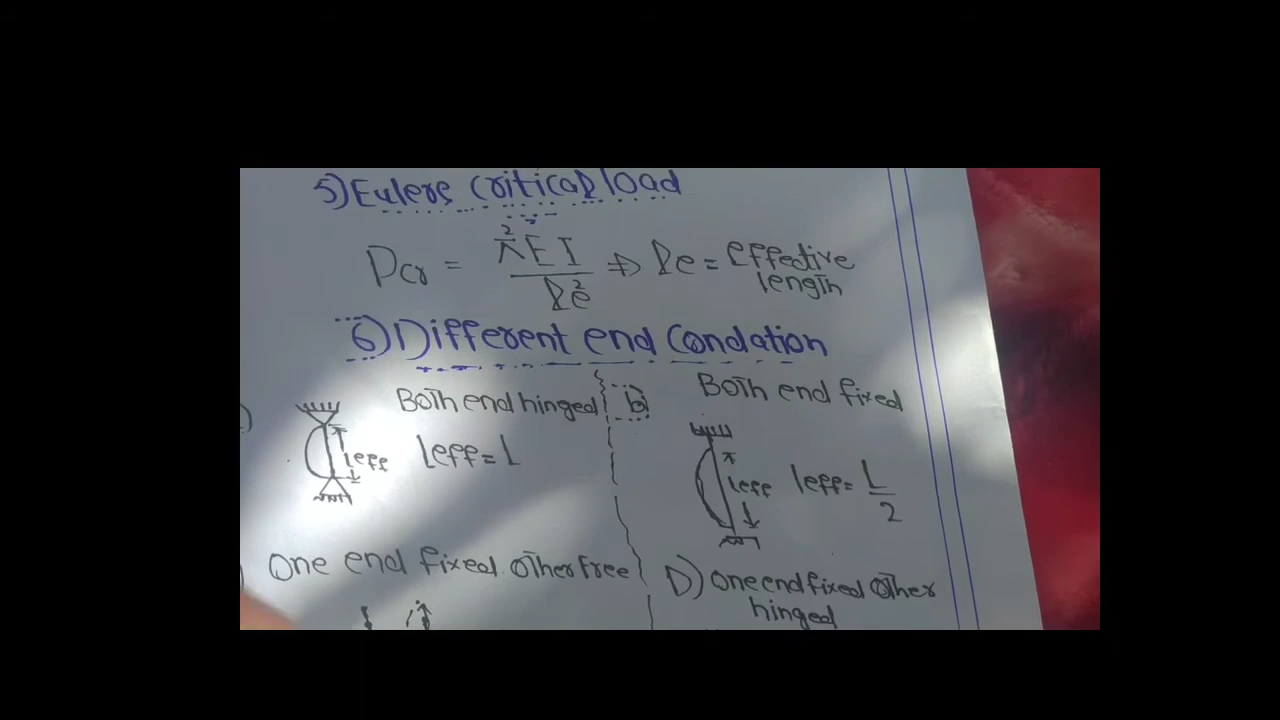 5) Eulers critical load
Pcr = π²EI / le² ⇒ le = effective length
6) Different end Condation
Both end hinged
leff
leff = L
b) Both end fixed
leff
leff = L/2
One end fixed other free
D) One end fixed other
hinged